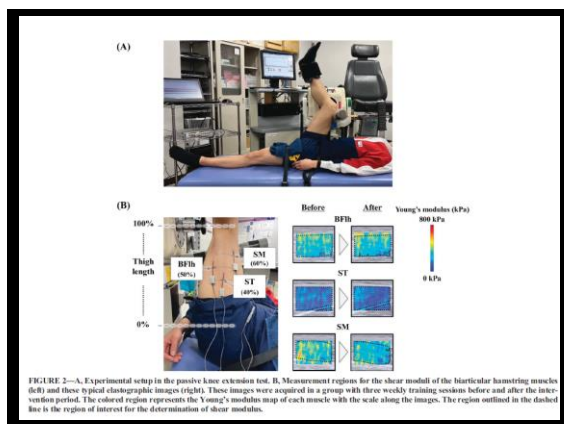 (A)
(B)
Before
After
Young's modulus (kPa)
800 kPa
BFlh
100%
SM
(60%)
BFlh
(50%)
Thigh
length
ST
(40%)
ST
0 kPa
0%
SM
FIGURE 2—A, Experimental setup in the passive knee extension test. B, Measurement regions for the shear moduli of the biarticular hamstring muscles
(left) and these typical elastographic images (right). These images were acquired in a group with three weekly training sessions before and after the inter-
vention period. The colored region represents the Young's modulus map of each muscle with the scale along the images. The region outlined in the dashed
line is the region of interest for the determination of shear modulus.